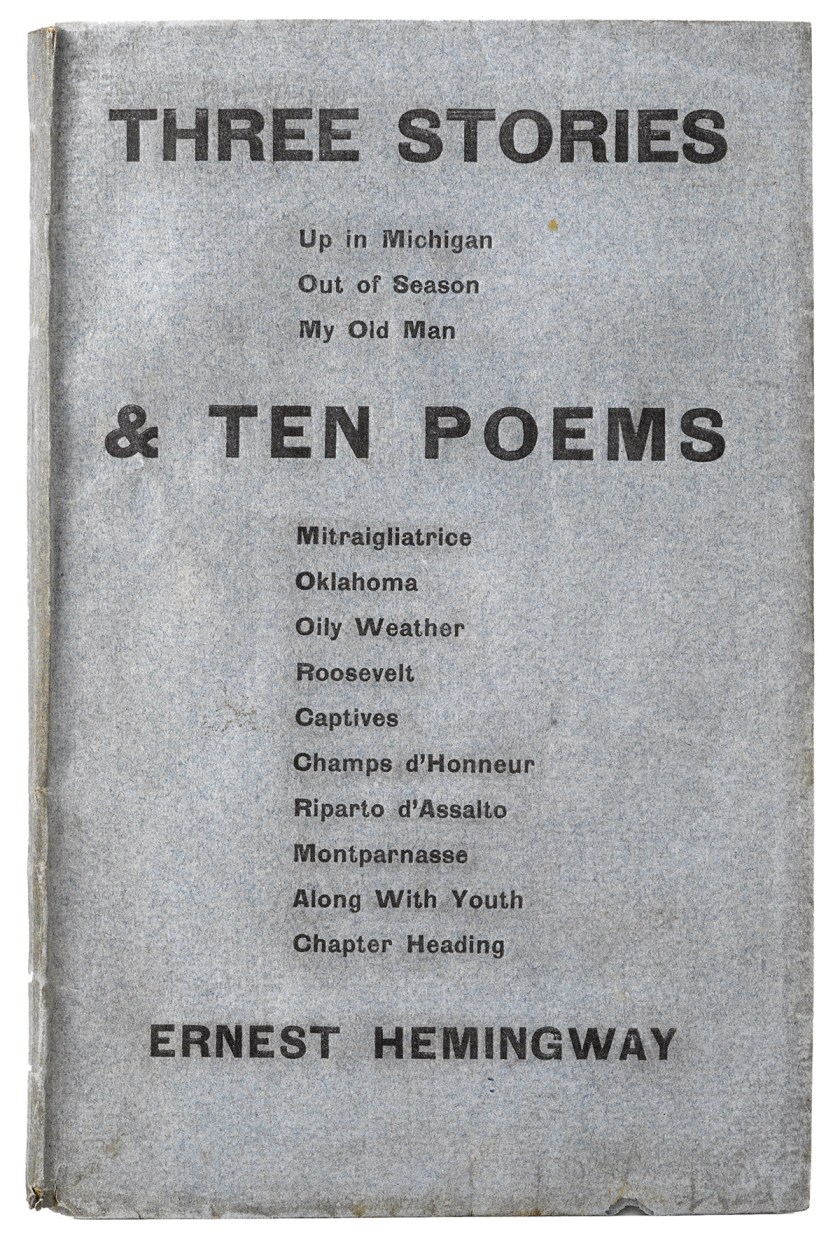 THREE STORIES
Up in Michigan
Out of Season
My Old Man
& TEN POEMS
Mitraigliatrice
Oklahoma
Oily Weather
Roosevelt
Captives
Champs d'Honneur
Riparto d'Assalto
Montparnasse
Along With Youth
Chapter Heading
ERNEST HEMINGWAY